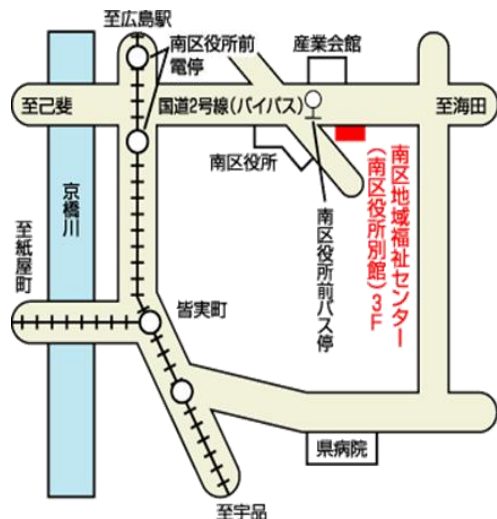 至広島駅
南区役所前
電停
産業会館
至己斐
国道2号線(バイパス)
至海田
南区役所
京橋川
至紙屋町
南区役所前バス停
南区地域福祉センター
(南区役所別館)3F
皆実町
県病院
至宇品